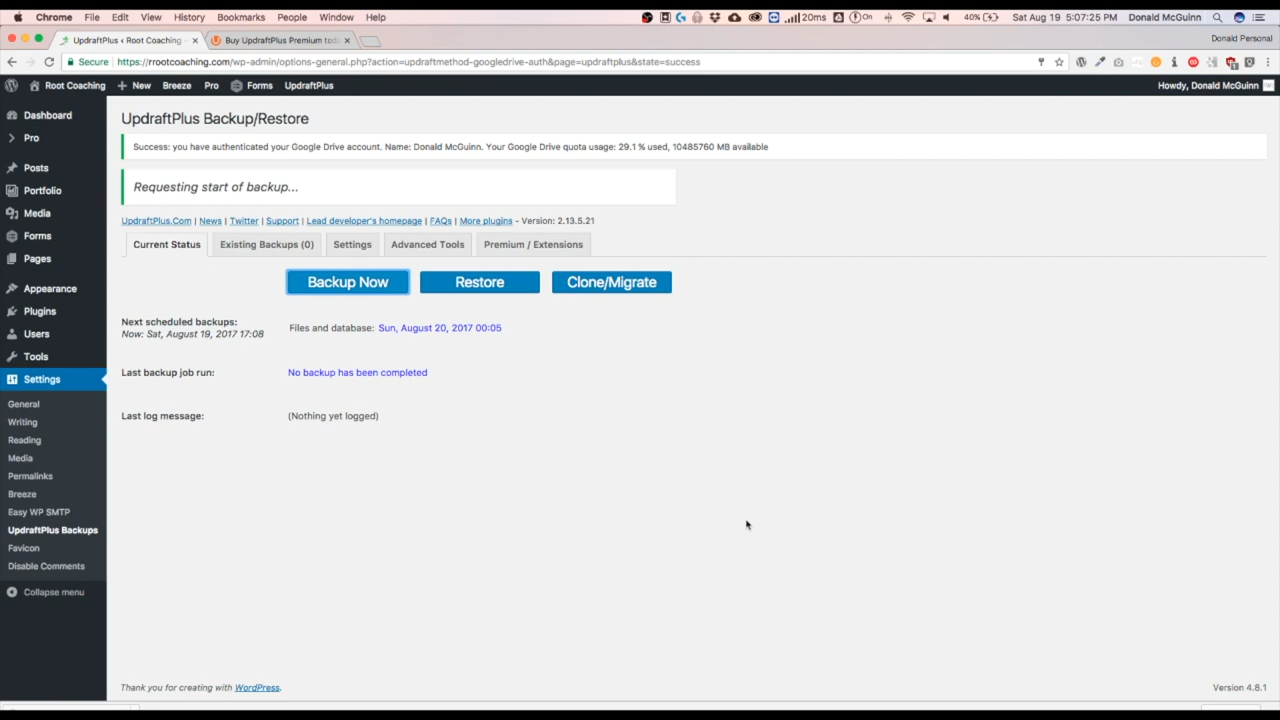 Chrome File Edit View History Bookmarks People Window Help 20ms On 40% Sat Aug 19 5:07:25 PM Donald McGuinn
UpdraftPlus ‹ Root Coaching Buy UpdraftPlus Premium tod Donald Personal
Secure https://rrootcoaching.com/wp-admin/options-general.php?action=updraftmethod-googledrive-auth&page=updraftplus&state=success
Root Coaching New Breeze Pro Forms UpdraftPlus Howdy, Donald McGuinn
Dashboard
Pro
Posts
Portfolio
Media
Forms
Pages
Appearance
Plugins
Users
Tools
Settings
General
Writing
Reading
Media
Permalinks
Breeze
Easy WP SMTP
UpdraftPlus Backups
Favicon
Disable Comments
Collapse menu
UpdraftPlus Backup/Restore
Success: you have authenticated your Google Drive account. Name: Donald McGuinn. Your Google Drive quota usage: 29.1 % used, 10485760 MB available
Requesting start of backup...
UpdraftPlus.Com | News | Twitter | Support | Lead developer's homepage | FAQs | More plugins - Version: 2.13.5.21
Current Status Existing Backups (0) Settings Advanced Tools Premium / Extensions
Backup Now Restore Clone/Migrate
Next scheduled backups:
Now: Sat, August 19, 2017 17:08
Files and database: Sun, August 20, 2017 00:05
Last backup job run: No backup has been completed
Last log message: (Nothing yet logged)
Thank you for creating with WordPress. Version 4.8.1